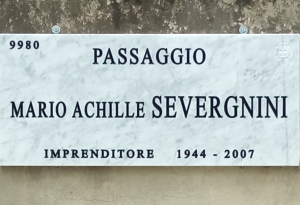 9980
PASSAGGIO
MARIO ACHILLE SEVERGNINI
IMPRENDITORE 1944 - 2007